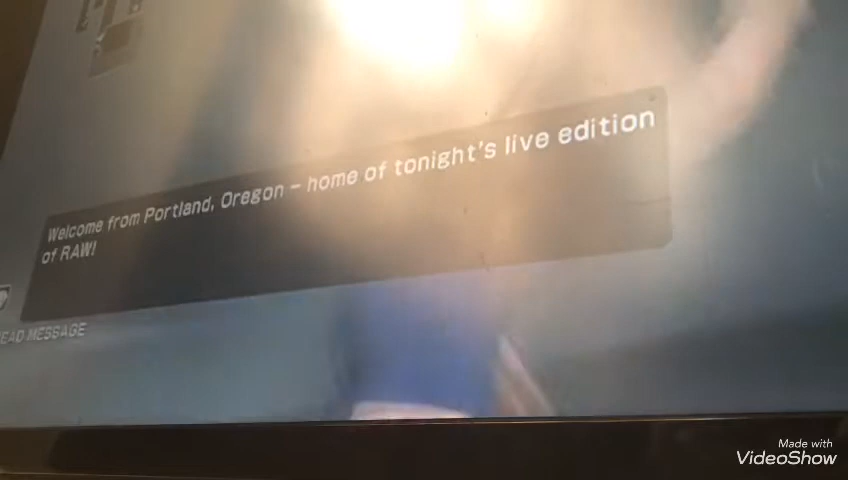 Welcome from Portland, Oregon – home of tonight's live edition
of RAW!
EAD MESSAGE
Made with
VideoShow